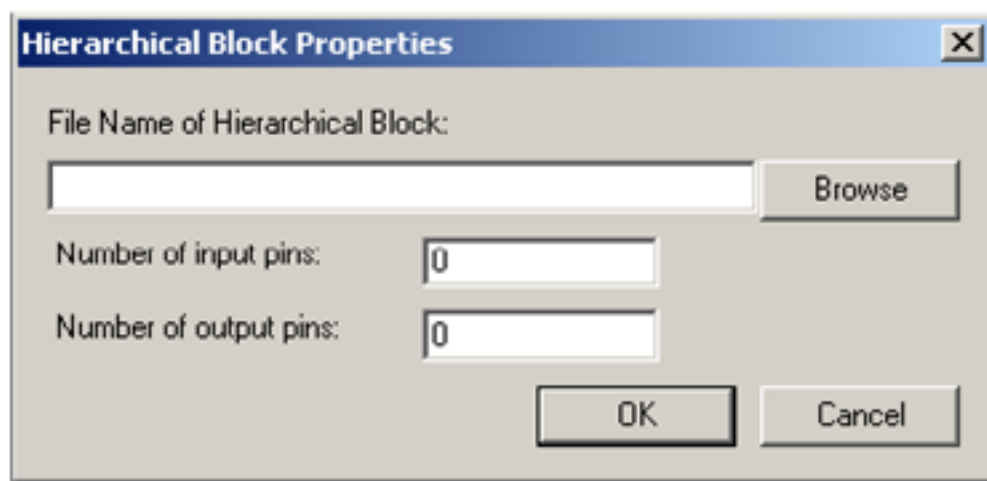 Hierarchical Block Properties
File Name of Hierarchical Block:
Browse
Number of input pins: 0
Number of output pins: 0
OK Cancel